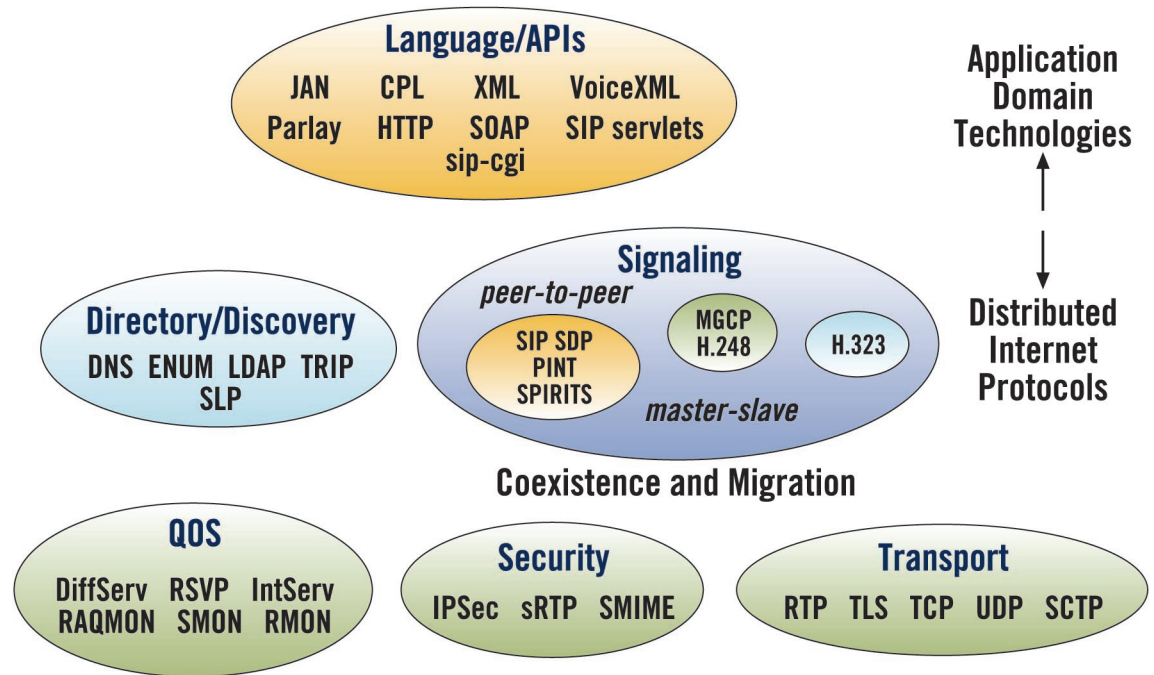 Language/APIs
JAN CPL XML VoiceXML
Parlay HTTP SOAP SIP servlets
sip-cgi
Application
Domain
Technologies
Distributed
Internet
Protocols
Directory/Discovery
DNS ENUM LDAP TRIP
SLP
Signaling
peer-to-peer
SIP SDP
PINT
SPIRITS
MGCP
H.248
H.323
master-slave
Coexistence and Migration
QOS
DiffServ RSVP IntServ
RAQMON SMON RMON
Security
IPSec sRTP SMIME
Transport
RTP TLS TCP UDP SCTP